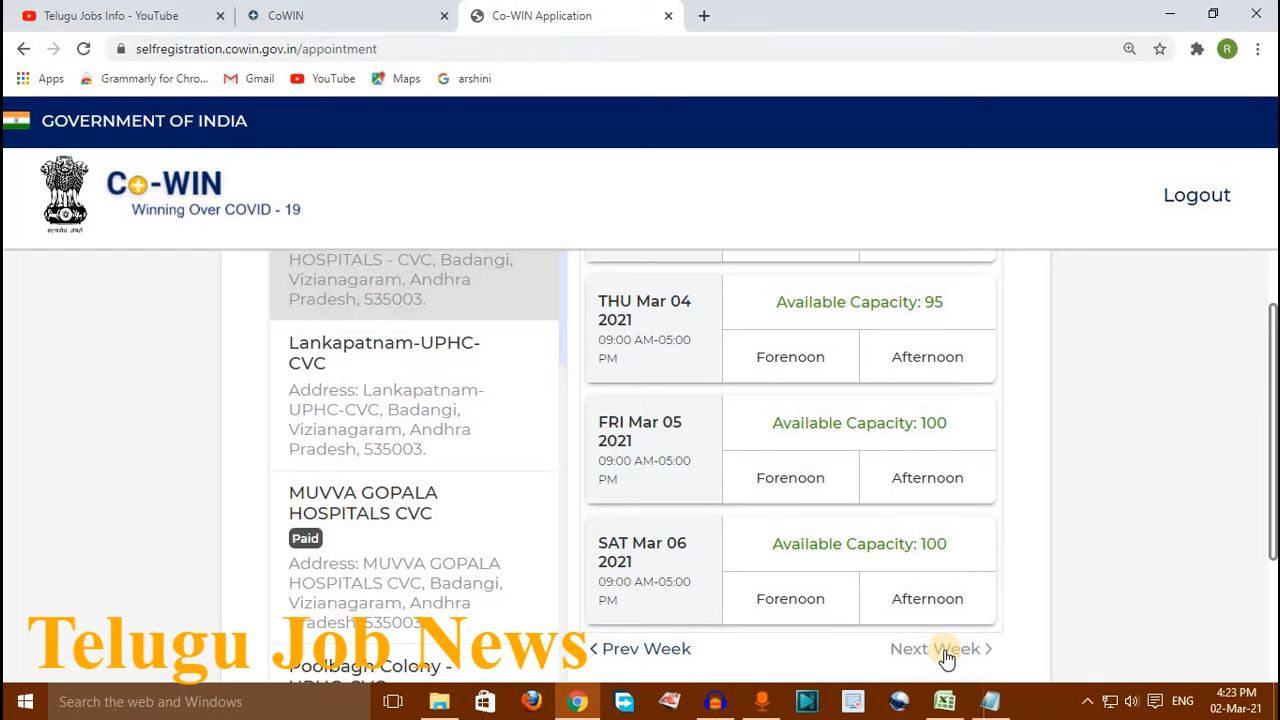 Telugu Jobs Info - YouTube
CoWIN
Co-WIN Application
selfregistration.cowin.gov.in/appointment
R
Apps
Grammarly for Chro...
Gmail
YouTube
Maps
arshini
GOVERNMENT OF INDIA
Co-WIN
Winning Over COVID - 19
Logout
HOSPITALS - CVC, Badangi,
Vizianagaram, Andhra
Pradesh, 535003.
Lankapatnam-UPHC-
CVC
Address: Lankapatnam-
UPHC-CVC, Badangi,
Vizianagaram, Andhra
Pradesh, 535003.
MUVVA GOPALA
HOSPITALS CVC
Paid
Address: MUVVA GOPALA
HOSPITALS CVC, Badangi,
Vizianagaram, Andhra
Pradesh, 535003.
Poolbagh Colony -
THU Mar 04
2021
09:00 AM-05:00
PM
Available Capacity: 95
Forenoon
Afternoon
FRI Mar 05
2021
09:00 AM-05:00
PM
Available Capacity: 100
Forenoon
Afternoon
SAT Mar 06
2021
09:00 AM-05:00
PM
Available Capacity: 100
Forenoon
Afternoon
Prev Week
Next Week
Telugu Job News
Search the web and Windows
ENG
4:23 PM
02-Mar-21